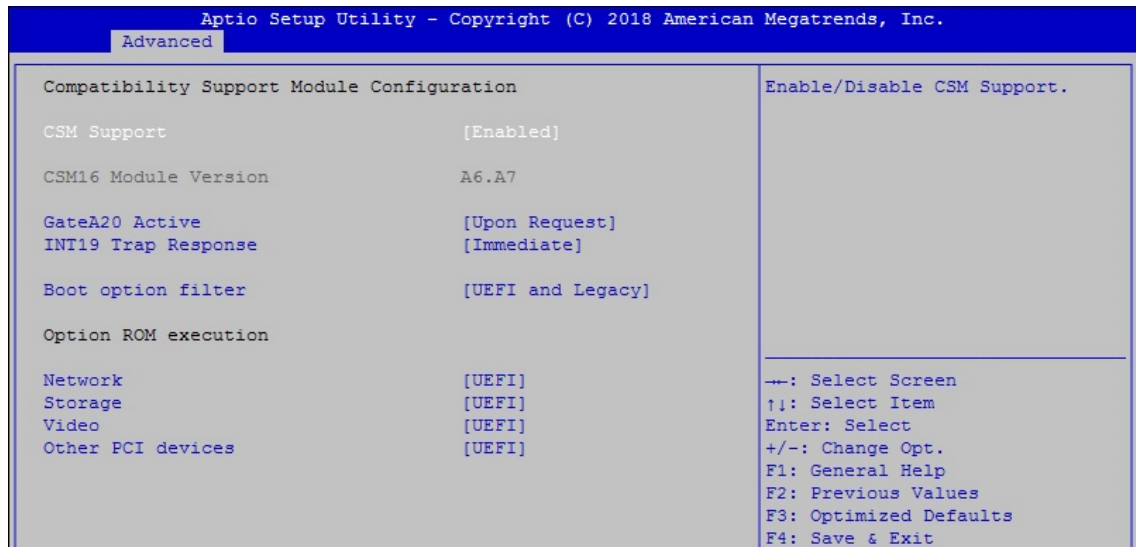 Aptio Setup Utility - Copyright (C) 2018 American Megatrends, Inc.
Advanced
Compatibility Support Module Configuration
CSM Support [Enabled]
CSM16 Module Version A6.A7
GateA20 Active [Upon Request]
INT19 Trap Response [Immediate]
Boot option filter [UEFI and Legacy]
Option ROM execution
Network [UEFI]
Storage [UEFI]
Video [UEFI]
Other PCI devices [UEFI]
Enable/Disable CSM Support.
→←: Select Screen
↑↓: Select Item
Enter: Select
+/-: Change Opt.
F1: General Help
F2: Previous Values
F3: Optimized Defaults
F4: Save & Exit